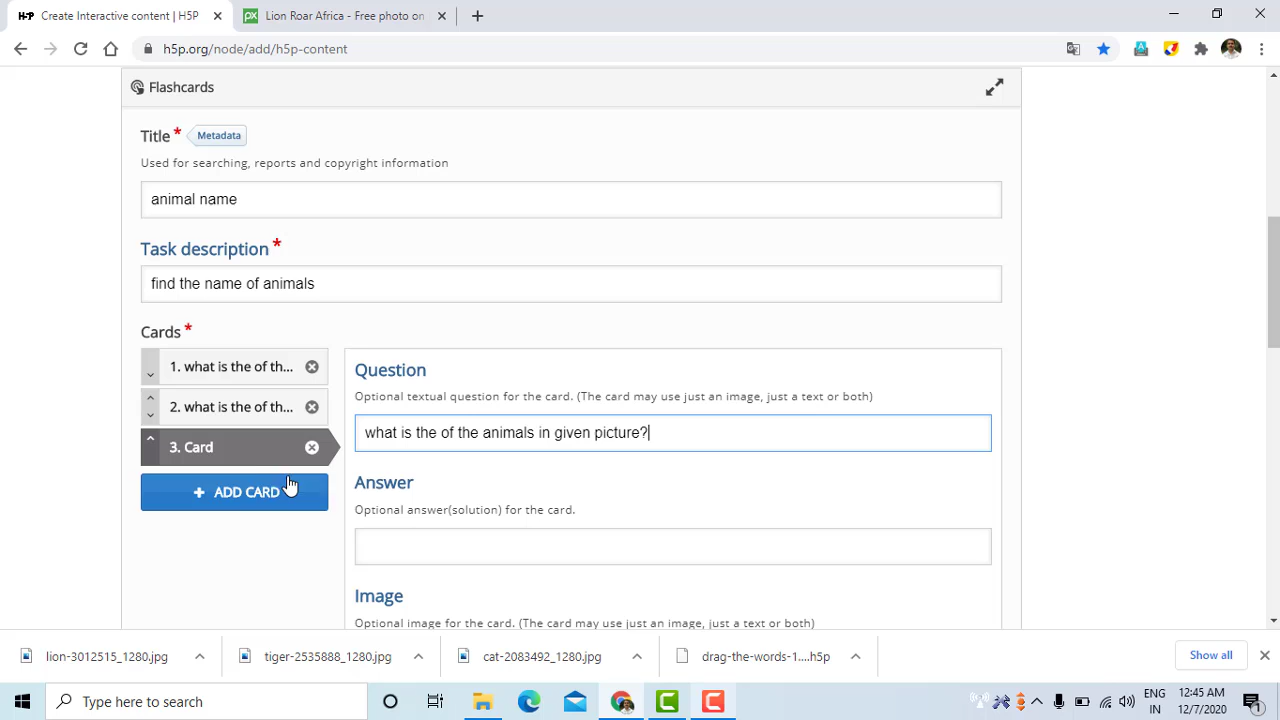 H-P Create Interactive content | H5P
px Lion Roar Africa - Free photo on
h5p.org/node/add/h5p-content
Flashcards
Title * Metadata
Used for searching, reports and copyright information
animal name
Task description *
find the name of animals
Cards *
1. what is the of th...
2. what is the of th...
3. Card
+ ADD CARD
Question
Optional textual question for the card. (The card may use just an image, just a text or both)
what is the of the animals in given picture?
Answer
Optional answer(solution) for the card.
Image
Optional image for the card. (The card may use just an image, just a text or both)
lion-3012515_1280.jpg
tiger-2535888_1280.jpg
cat-2083492_1280.jpg
drag-the-words-1....h5p
Show all
Type here to search
ENG
IN
12:45 AM
12/7/2020
1